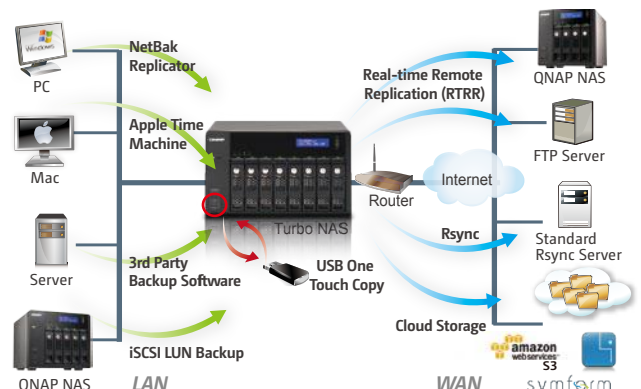 Windows
NetBak
Replicator
PC
Real-time Remote
Replication (RTRR)
QNAP NAS
Apple Time
Machine
Mac
FTP Server
Internet
Router
Turbo NAS
Rsync
Standard
Rsync Server
Server
3rd Party
Backup Software
USB One
Touch Copy
Cloud Storage
iSCSI LUN Backup
amazon
webservices
S3
symform
QNAP NAS
LAN
WAN